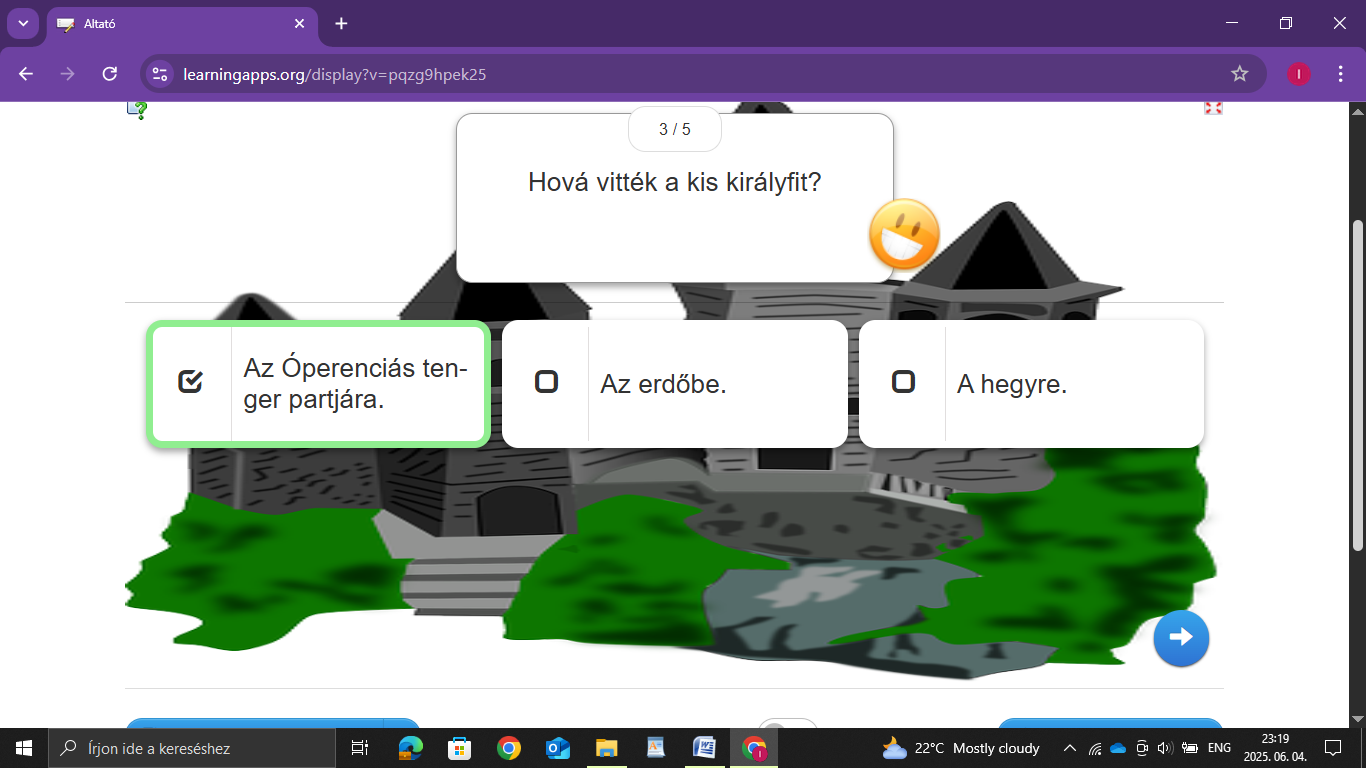 Altató
learningapps.org/display?v=pqzg9hpek25
I
3 / 5
Hová vitték a kis királyfit?
Az Óperenciás ten-
ger partjára.
Az erdőbe.
A hegyre.
Írjon ide a kereséshez
22°C Mostly cloudy
ENG
23:19
2025. 06. 04.